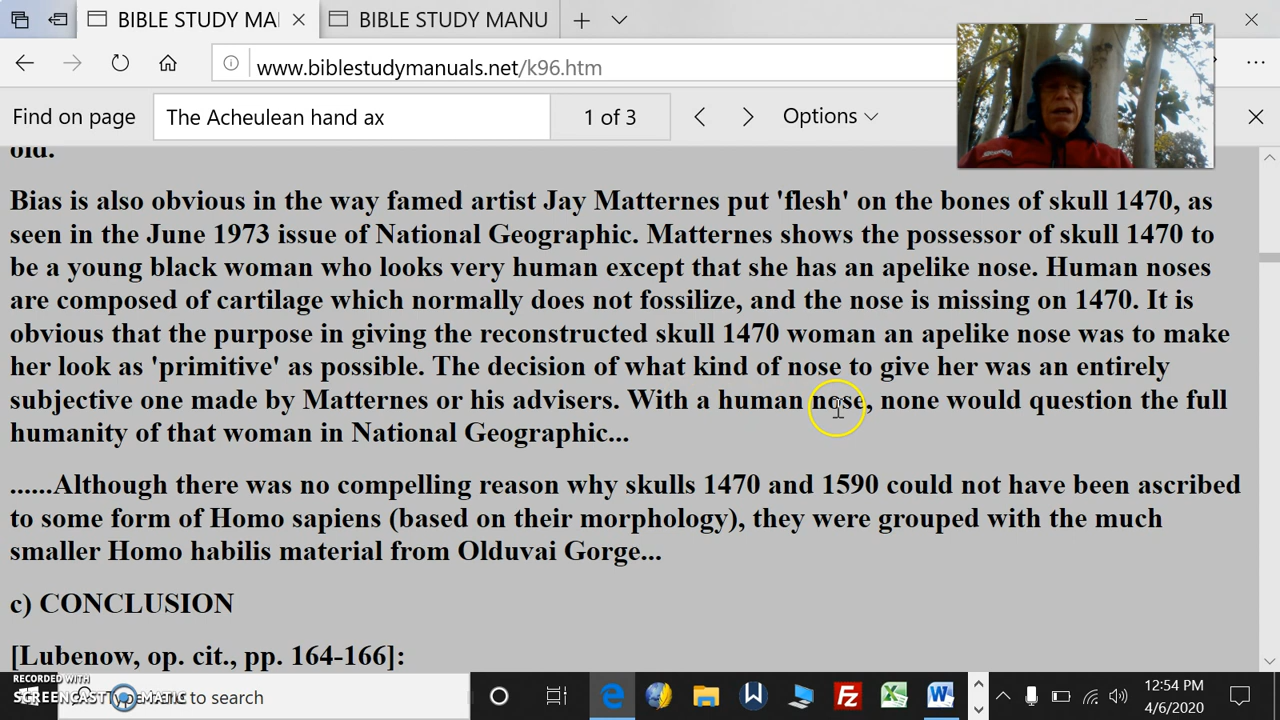 BIBLE STUDY MAI
BIBLE STUDY MANU
www.biblestudymanuals.net/k96.htm
Find on page
The Acheulean hand ax
1 of 3
Options
old.
Bias is also obvious in the way famed artist Jay Matternes put 'flesh' on the bones of skull 1470, as
seen in the June 1973 issue of National Geographic. Matternes shows the possessor of skull 1470 to
be a young black woman who looks very human except that she has an apelike nose. Human noses
are composed of cartilage which normally does not fossilize, and the nose is missing on 1470. It is
obvious that the purpose in giving the reconstructed skull 1470 woman an apelike nose was to make
her look as 'primitive' as possible. The decision of what kind of nose to give her was an entirely
subjective one made by Matternes or his advisers. With a human nose, none would question the full
humanity of that woman in National Geographic...
......Although there was no compelling reason why skulls 1470 and 1590 could not have been ascribed
to some form of Homo sapiens (based on their morphology), they were grouped with the much
smaller Homo habilis material from Olduvai Gorge...
c) CONCLUSION
[Lubenow, op. cit., pp. 164-166]:
RECORDED WITH
SCREENCAST MATIC
Type here to search
12:54 PM
4/6/2020